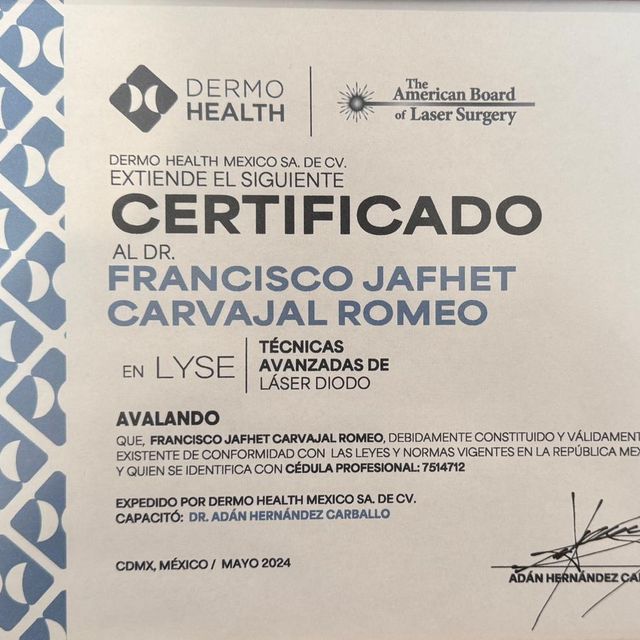 DERMO
HEALTH
The
American Board
of Laser Surgery
DERMO HEALTH MEXICO SA. DE CV.
EXTIENDE EL SIGUIENTE
CERTIFICADO
AL DR.
FRANCISCO JAFHET
CARVAJAL ROMEO
EN LYSE
TÉCNICAS
AVANZADAS DE
LÁSER DIODO
AVALANDO
QUE, FRANCISCO JAFHET CARVAJAL ROMEO, DEBIDAMENTE CONSTITUIDO Y VÁLIDAMENT
EXISTENTE DE CONFORMIDAD CON LAS LEYES Y NORMAS VIGENTES EN LA REPÚBLICA MEX
Y QUIEN SE IDENTIFICA CON CÉDULA PROFESIONAL: 7514712
EXPEDIDO POR DERMO HEALTH MEXICO SA. DE CV.
CAPACITÓ: DR. ADÁN HERNÁNDEZ CARBALLO
CDMX, MÉXICO / MAYO 2024
ADÁN HERNÁNDEZ CA